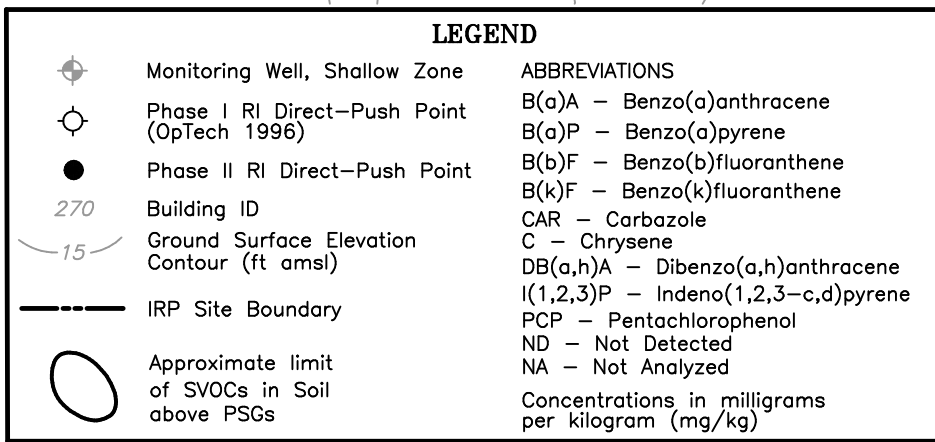 LEGEND
Monitoring Well, Shallow Zone
Phase I RI Direct–Push Point
(OpTech 1996)
Phase II RI Direct–Push Point
270
Building ID
15
Ground Surface Elevation
Contour (ft amsl)
IRP Site Boundary
Approximate limit
of SVOCs in Soil
above PSGs
ABBREVIATIONS
B(a)A – Benzo(a)anthracene
B(a)P – Benzo(a)pyrene
B(b)F – Benzo(b)fluoranthene
B(k)F – Benzo(k)fluoranthene
CAR – Carbazole
C – Chrysene
DB(a,h)A – Dibenzo(a,h)anthracene
I(1,2,3)P – Indeno(1,2,3–c,d)pyrene
PCP – Pentachlorophenol
ND – Not Detected
NA – Not Analyzed
Concentrations in milligrams
per kilogram (mg/kg)